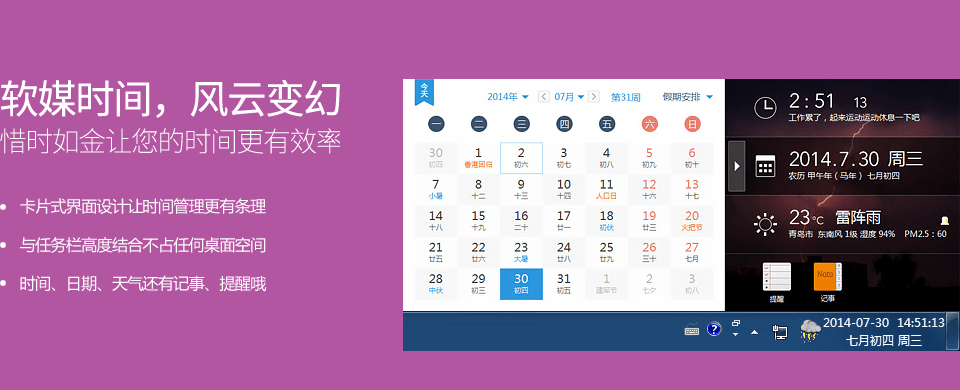 软媒时间，风云变幻
惜时如金让您的时间更有效率
卡片式界面设计让时间管理更有条理
与任务栏高度结合不占任何桌面空间
时间、日期、天气还有记事、提醒哦
今天
2014年 07月 第31周 假期安排
一 二 三 四 五 六 日
30 1 2 3 4 5 6
初四 香港回归 初六 初七 初八 初九 初十
7 8 9 10 11 12 13
小暑 十二 十三 十四 人口日 十六 十七
14 15 16 17 18 19 20
十八 十九 二十 廿一 初伏 廿三 火把节
21 22 23 24 25 26 27
廿五 廿六 大暑 廿八 廿九 三十 七月
28 29 30 31 1 2 3
中伏 初三 初四 初五 建军节 七夕 初八
2:51 13
工作累了，起来运动运动休息一下吧
2014.7.30 周三
农历 甲午年(马年) 七月初四
23℃ 雷阵雨
青岛市 东南风 1级 湿度 94% PM2.5：60
Note
提醒 记事
2014-07-30 14:51:13
七月初四 周三